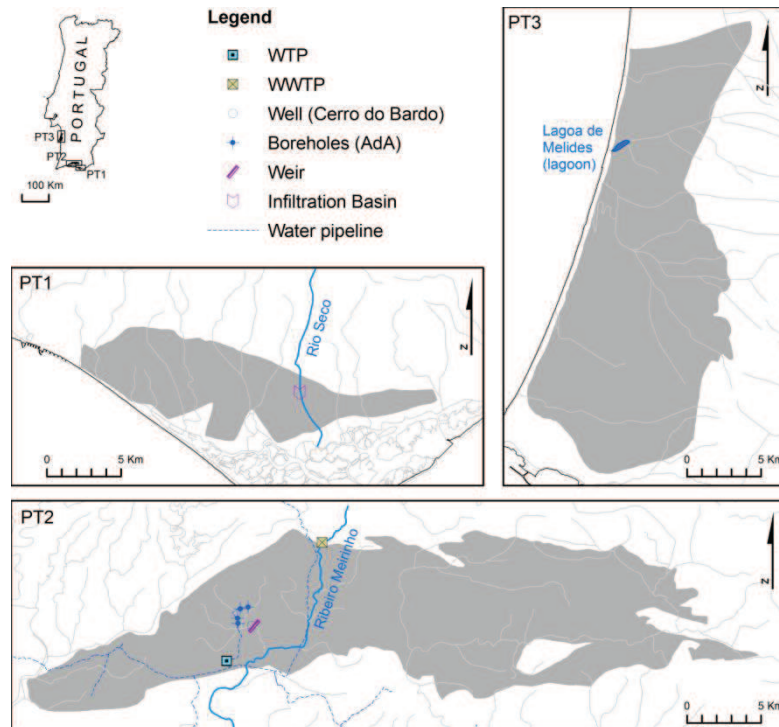 PORTUGAL
PT3
PT2
PT1
100 Km
Legend
WTP
WWTP
Well (Cerro do Bardo)
Boreholes (AdA)
Weir
Infiltration Basin
Water pipeline
PT3
N
Lagoa de
Melides
(lagoon)
0 5 Km
PT1
N
Rio Seco
0 5 Km
PT2
N
Ribeiro Meirinho
0 5 Km